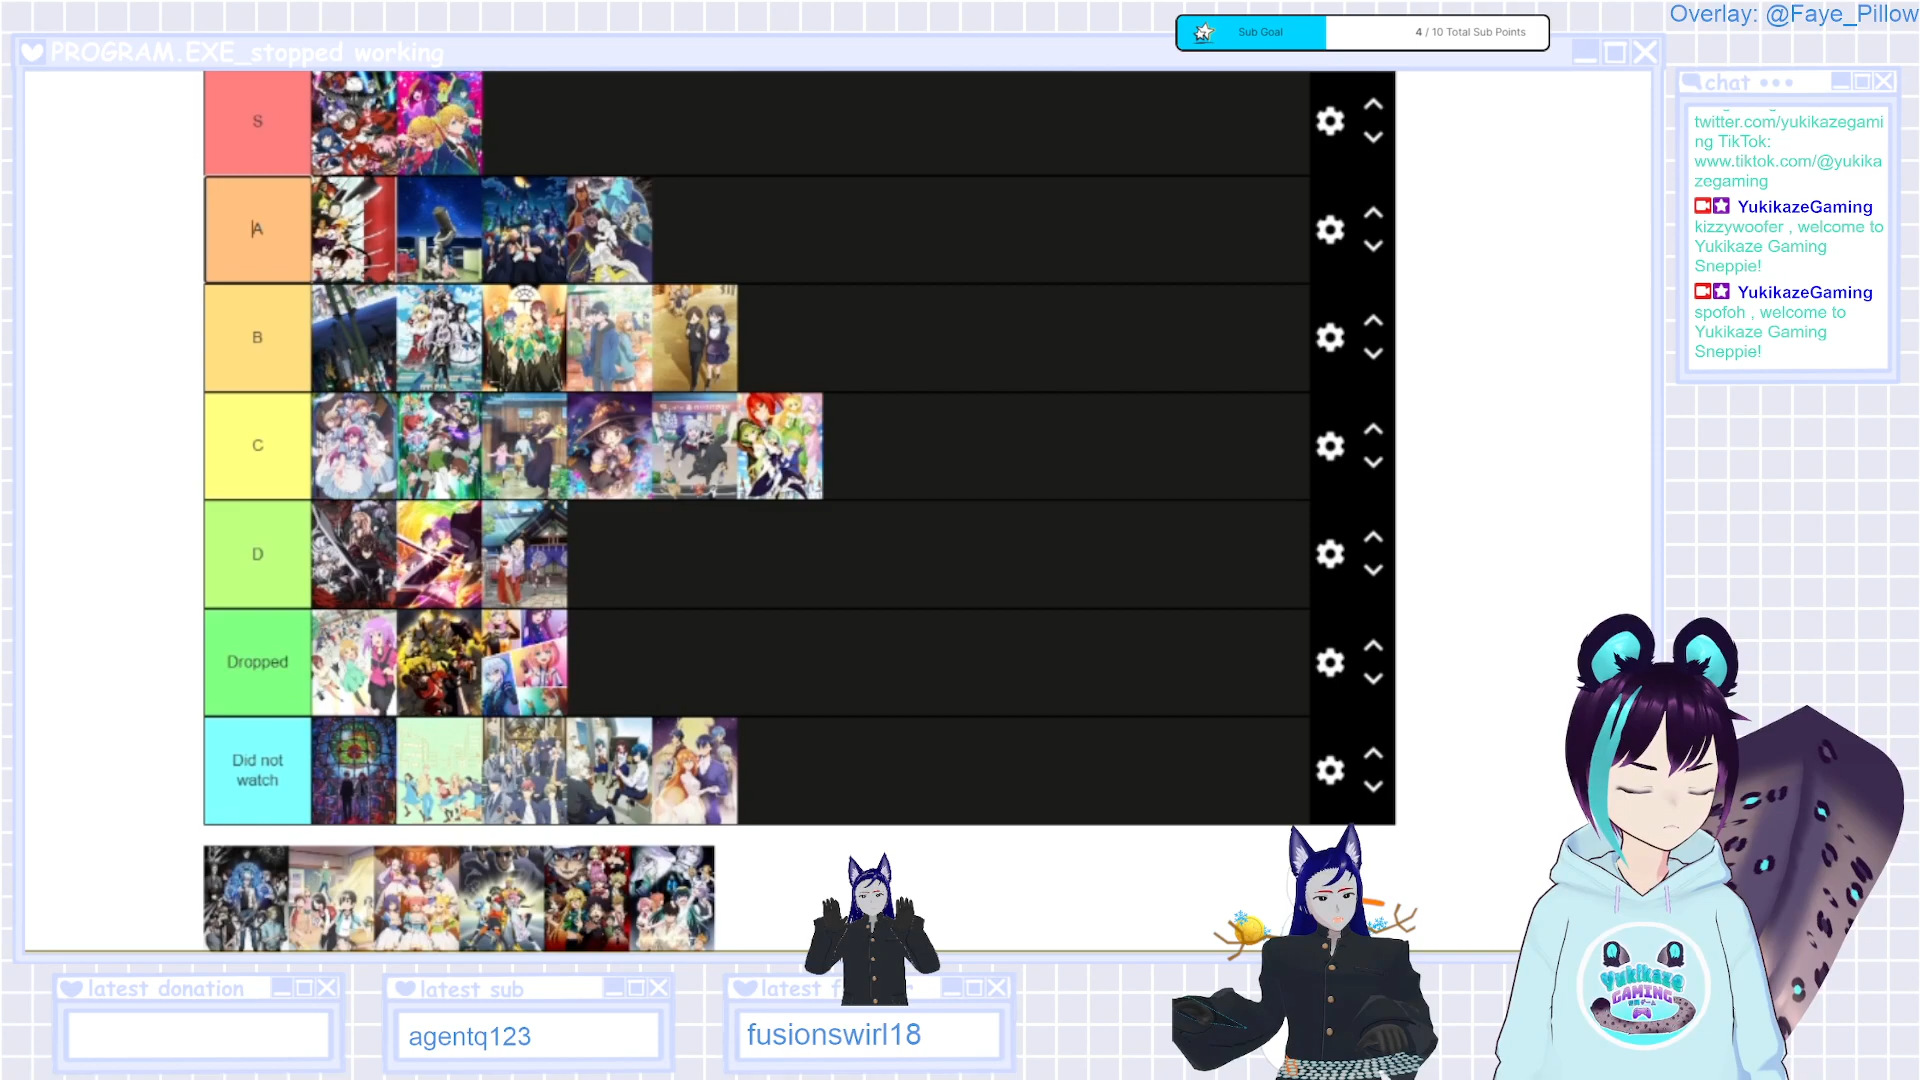 Overlay: @Faye_Pillow
Sub Goal
4 / 10 Total Sub Points
PROGRAM.EXE_stopped working
chat
twitter.com/yukikazegami
ng TikTok:
www.tiktok.com/@yukika
zegaming
YukikazeGaming
kizzywoofer , welcome to
Yukikaze Gaming
Sneppie!
YukikazeGaming
spofoh , welcome to
Yukikaze Gaming
Sneppie!
S
A
B
C
D
Dropped
Did not
watch
latest donation
latest sub
agentq123
latest
fusionswirl18
Yukikaze
GAMING